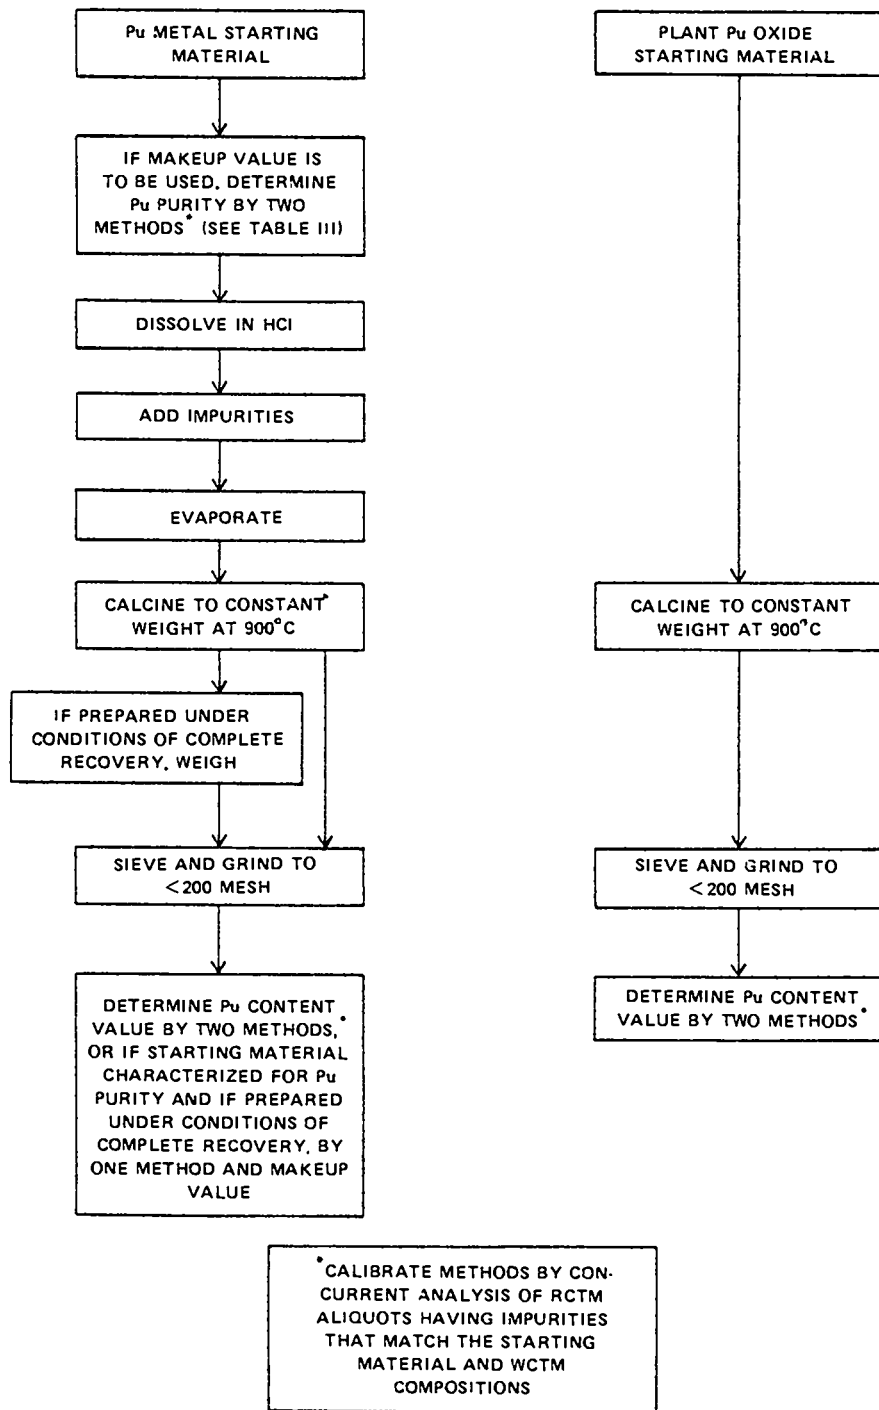 Pu METAL STARTING
MATERIAL
IF MAKEUP VALUE IS
TO BE USED, DETERMINE
Pu PURITY BY TWO
METHODS* (SEE TABLE III)
DISSOLVE IN HCl
ADD IMPURITIES
EVAPORATE
CALCINE TO CONSTANT
WEIGHT AT 900°C
IF PREPARED UNDER
CONDITIONS OF COMPLETE
RECOVERY, WEIGH
SIEVE AND GRIND TO
<200 MESH
DETERMINE Pu CONTENT
VALUE BY TWO METHODS,*
OR IF STARTING MATERIAL
CHARACTERIZED FOR Pu
PURITY AND IF PREPARED
UNDER CONDITIONS OF
COMPLETE RECOVERY, BY
ONE METHOD AND MAKEUP
VALUE
PLANT Pu OXIDE
STARTING MATERIAL
CALCINE TO CONSTANT
WEIGHT AT 900°C
SIEVE AND GRIND TO
<200 MESH
DETERMINE Pu CONTENT
VALUE BY TWO METHODS*
*CALIBRATE METHODS BY CON-
CURRENT ANALYSIS OF RCTM
ALIQUOTS HAVING IMPURITIES
THAT MATCH THE STARTING
MATERIAL AND WCTM
COMPOSITIONS